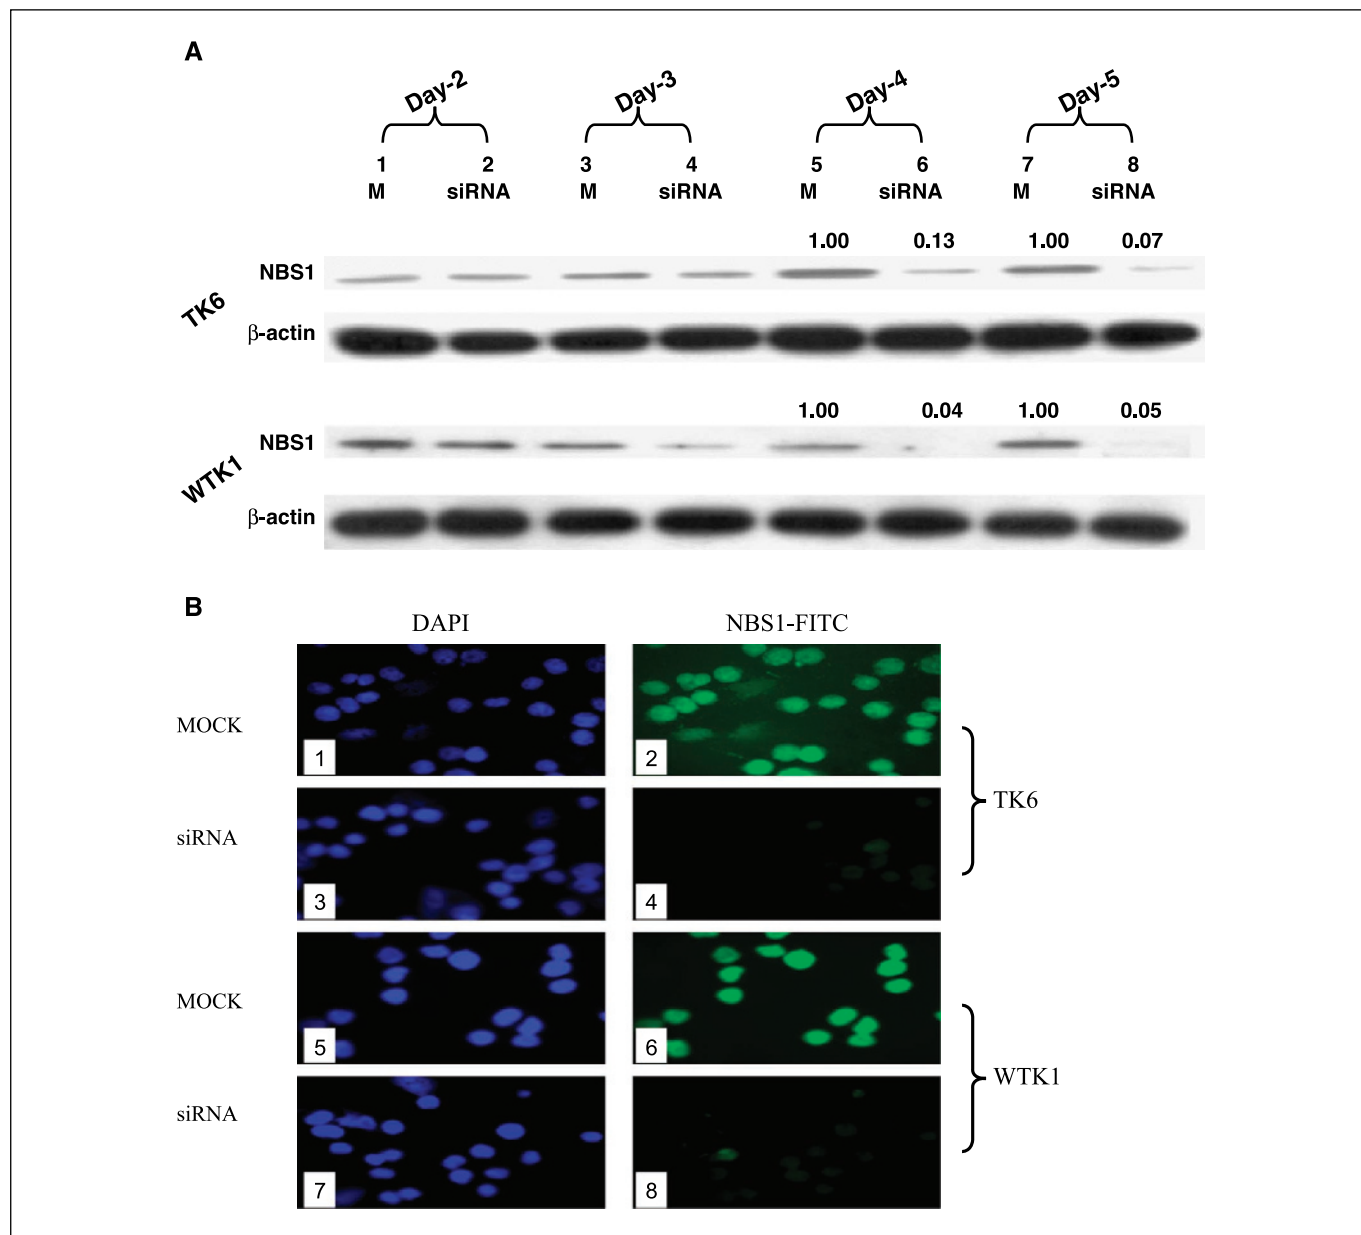 A
Day-2 Day-3 Day-4 Day-5
1 2 3 4 5 6 7 8
M siRNA M siRNA M siRNA M siRNA
1.00 0.13 1.00 0.07
NBS1
TK6
β-actin
1.00 0.04 1.00 0.05
NBS1
WTK1
β-actin
B
DAPI NBS1-FITC
MOCK
1 2
TK6
siRNA
3 4
MOCK
5 6
WTK1
siRNA
7 8